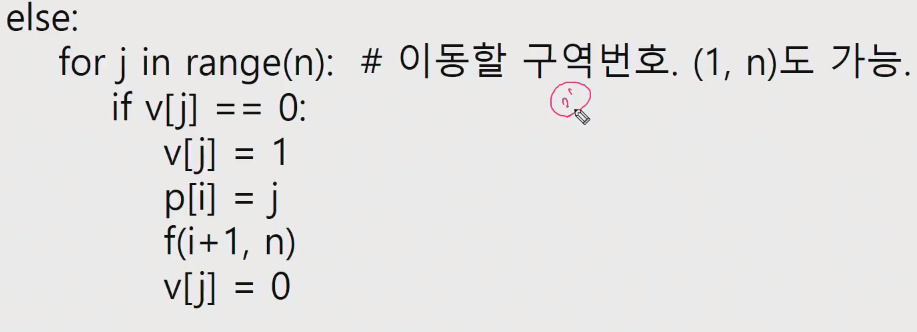 else:
for j in range(n): # 이동할 구역번호. (1, n)도 가능.
if v[j] == 0:
v[j] = 1
p[i] = j
f(i+1, n)
v[j] = 0